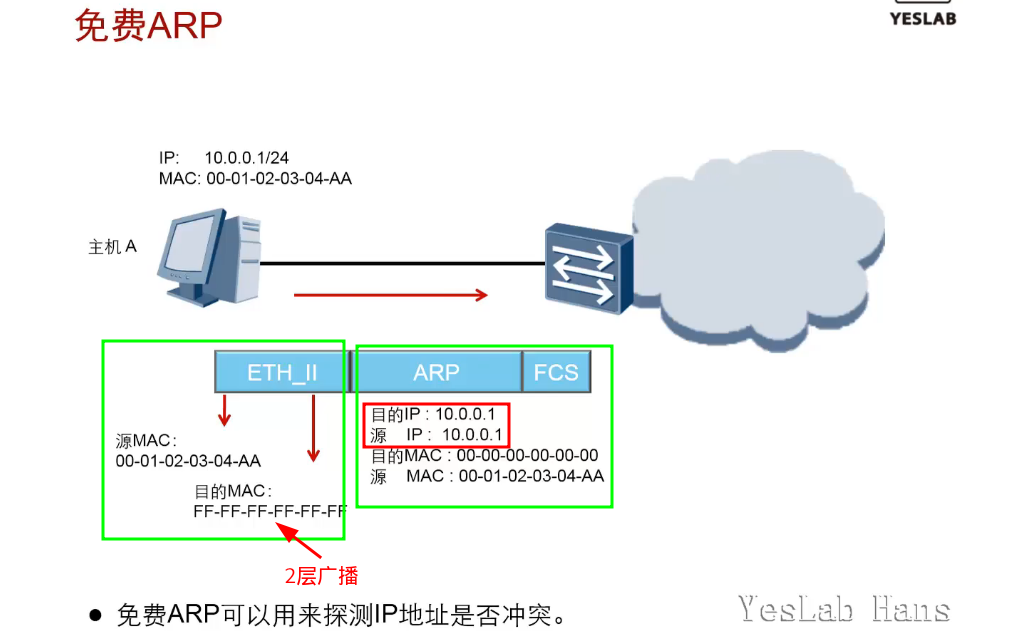 免费ARP
YESLAB
IP: 10.0.0.1/24
MAC: 00-01-02-03-04-AA
主机 A
ETH_II
ARP
FCS
目的IP : 10.0.0.1
源 IP : 10.0.0.1
目的MAC : 00-00-00-00-00-00
源 MAC : 00-01-02-03-04-AA
源MAC:
00-01-02-03-04-AA
目的MAC:
FF-FF-FF-FF-FF-FF
2层广播
● 免费ARP可以用来探测IP地址是否冲突。
YesLab Hans